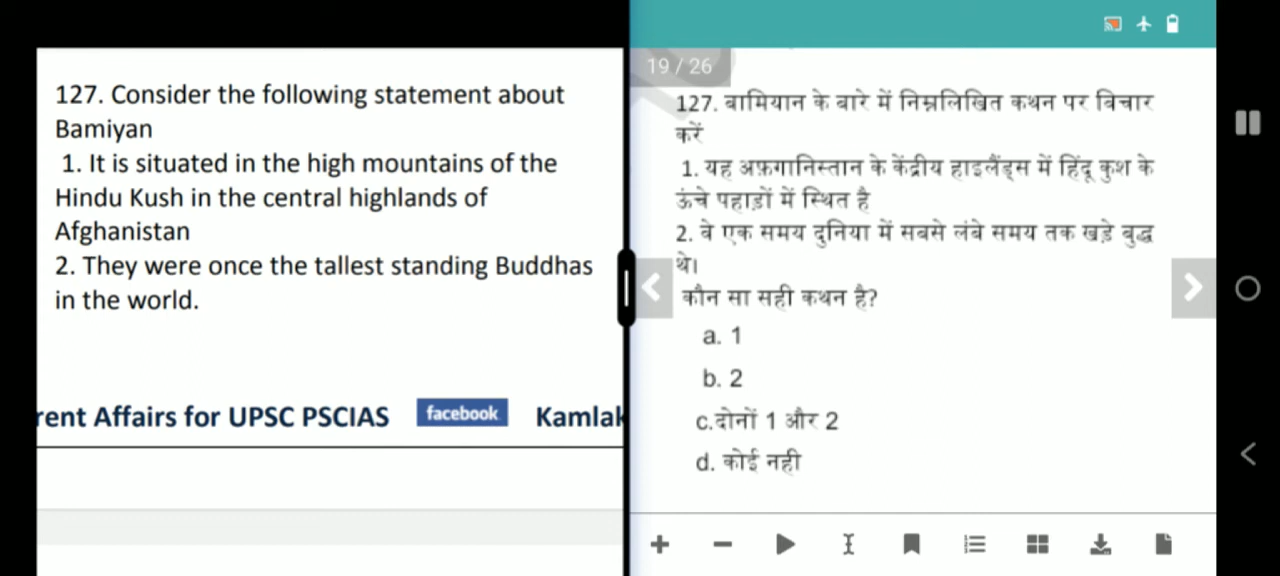 127. Consider the following statement about
Bamiyan
1. It is situated in the high mountains of the
Hindu Kush in the central highlands of
Afghanistan
2. They were once the tallest standing Buddhas
in the world.
rent Affairs for UPSC PSCIAS facebook Kamlak
19 / 26
127. बामियान के बारे में निम्नलिखित कथन पर विचार
करें
1. यह अफ़गानिस्तान के केंद्रीय हाइलैंड्स में हिंदू कुश के
ऊंचे पहाड़ों में स्थित है
2. वे एक समय दुनिया में सबसे लंबे समय तक खड़े बुद्ध
थे।
कौन सा सही कथन है?
a. 1
b. 2
c.दोनों 1 और 2
d. कोई नही